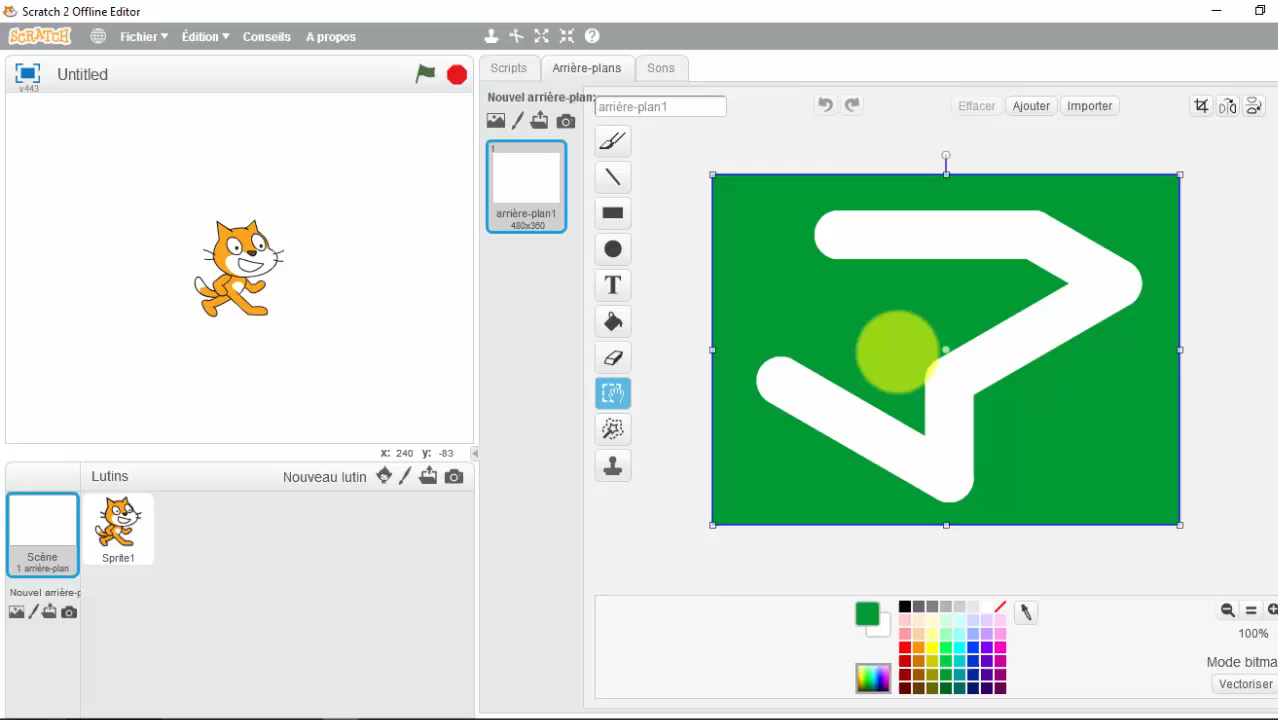 Scratch 2 Offline Editor
SCRATCH Fichier Édition Conseils A propos
v443 Untitled
Scripts Arrière-plans Sons
Nouvel arrière-plan:
arrière-plan1
Effacer Ajouter Importer
1
arrière-plan1
480x360
T
x: 240 y: -83
Lutins Nouveau lutin
Scène
1 arrière-plan
Sprite1
Nouvel arrière-p
100%
Mode bitma
Vectoriser